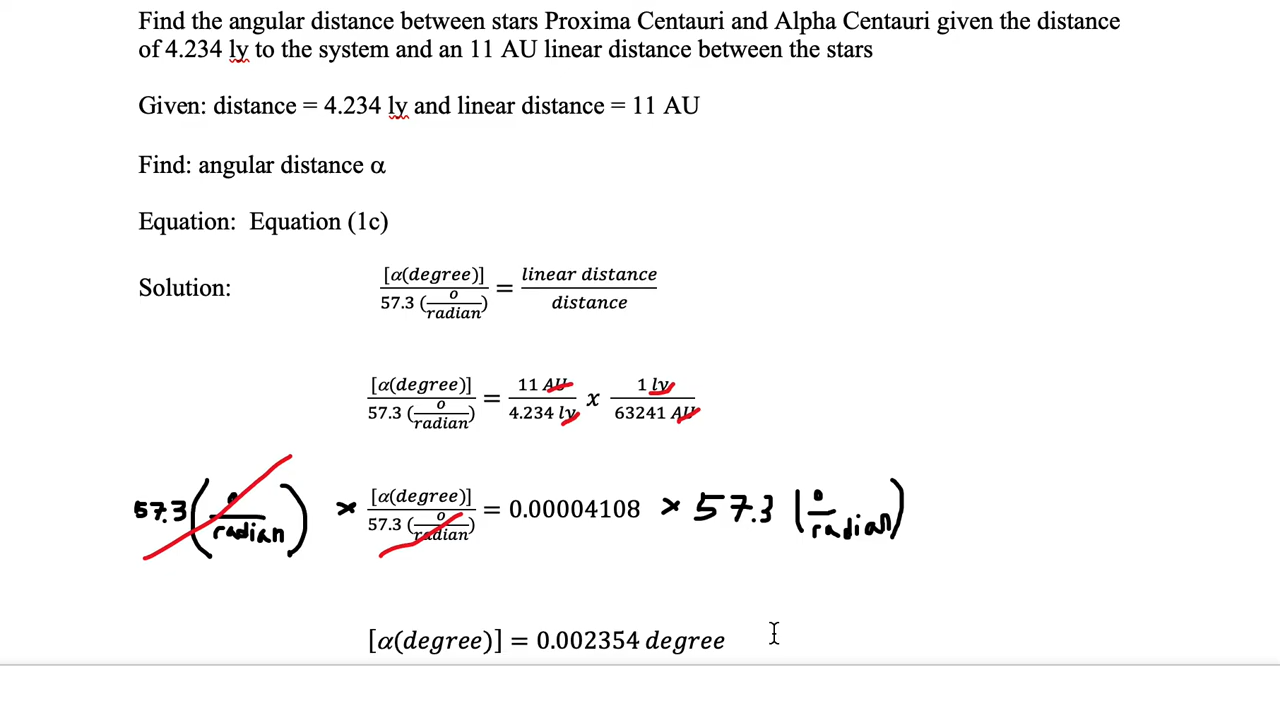 Find the angular distance between stars Proxima Centauri and Alpha Centauri given the distance
of 4.234 ly to the system and an 11 AU linear distance between the stars
Given: distance = 4.234 ly and linear distance = 11 AU
Find: angular distance α
Equation: Equation (1c)
Solution: [α(degree)] / 57.3 (o/radian) = linear distance / distance
[α(degree)] / 57.3 (o/radian) = 11 AU / 4.234 ly x 1 ly / 63241 AU
57.3 (o/radian) × [α(degree)] / 57.3 (o/radian) = 0.00004108 × 57.3 (o/radian)
[α(degree)] = 0.002354 degree